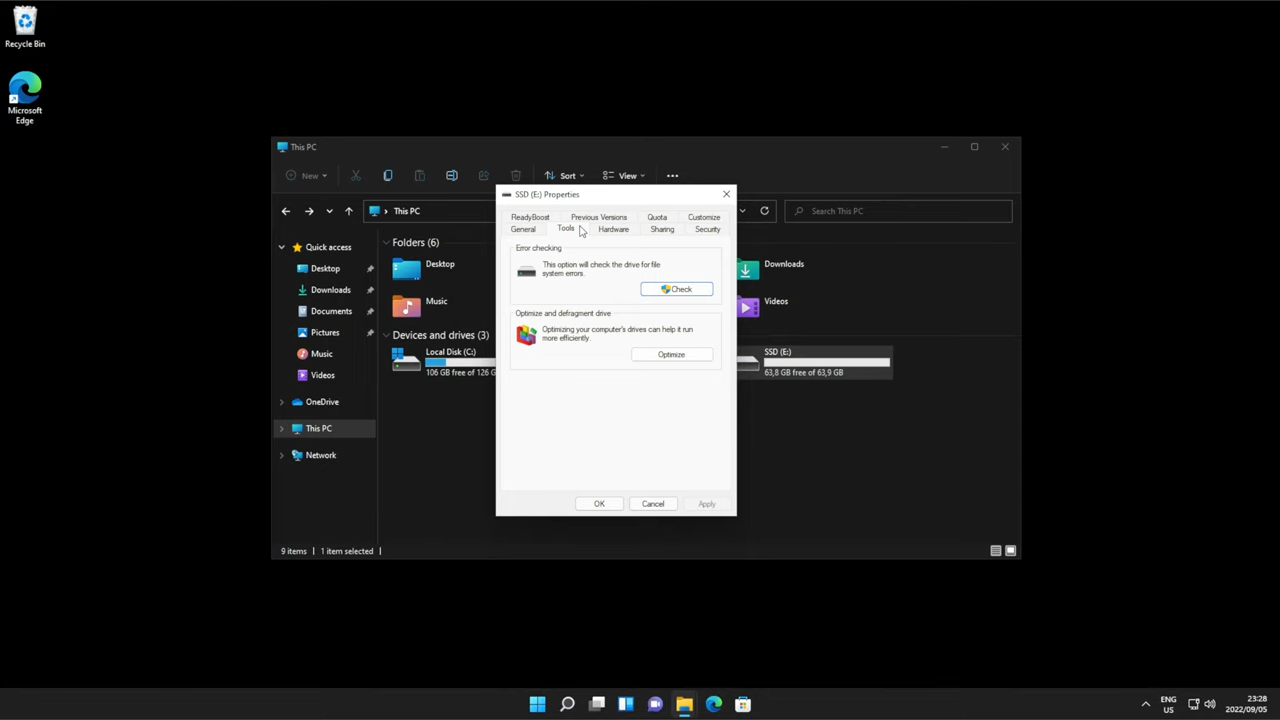 Recycle Bin
Microsoft
Edge
This PC
New
Sort
View
This PC
Search This PC
Quick access
Desktop
Downloads
Documents
Pictures
Music
Videos
OneDrive
This PC
Network
Folders (6)
Desktop
Downloads
Music
Videos
Devices and drives (3)
Local Disk (C:)
106 GB free of 126 G
SSD (E:)
63,8 GB free of 63,9 GB
SSD (E:) Properties
ReadyBoost Previous Versions Quota Customize
General Tools Hardware Sharing Security
Error checking
This option will check the drive for file
system errors.
Check
Optimize and defragment drive
Optimizing your computer's drives can help it run
more efficiently.
Optimize
OK Cancel Apply
9 items 1 item selected
ENG
US
23:28
2022/09/05